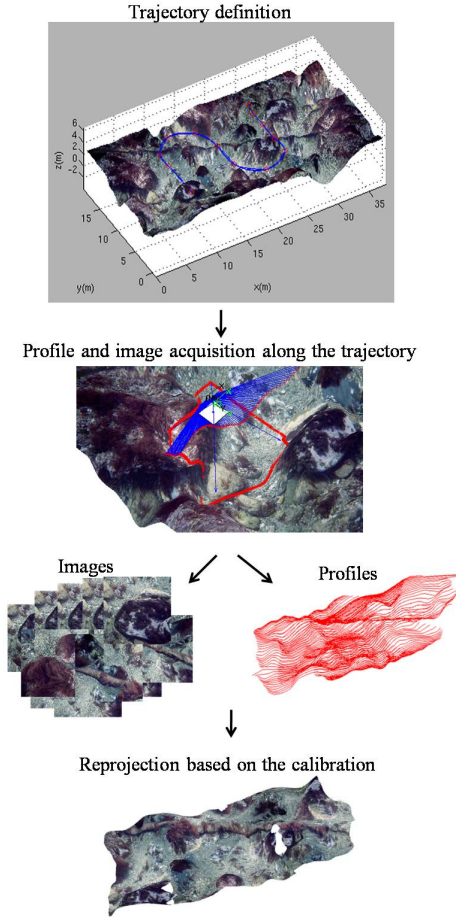 Trajectory definition
6
4
2
0
-2
z(m)
15
10
5
0
y(m)
0
5
10
15
20
25
30
35
x(m)
Profile and image acquisition along the trajectory
Images
Profiles
Reprojection based on the calibration